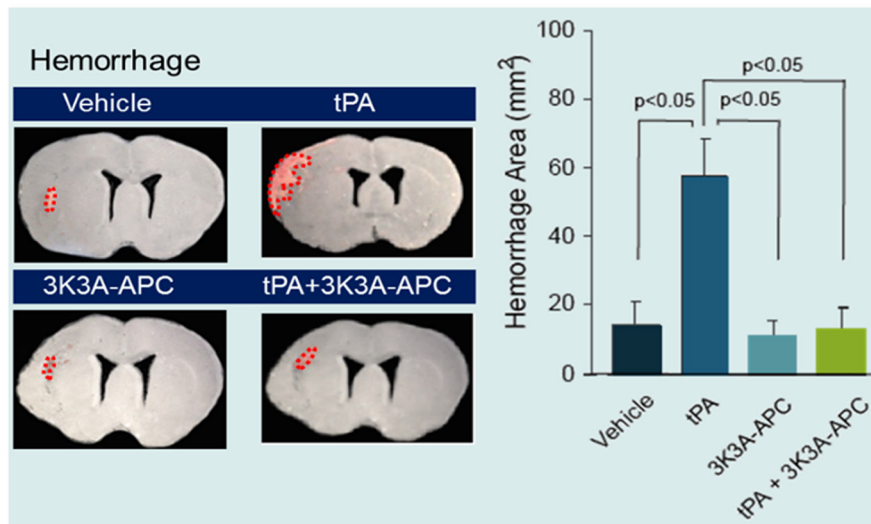 Hemorrhage
Vehicle
tPA
3K3A-APC
tPA+3K3A-APC
Hemorrhage Area (mm²)
100
80
60
40
20
0
p<0.05
p<0.05
p<0.05
Vehicle
tPA
3K3A-APC
tPA + 3K3A-APC